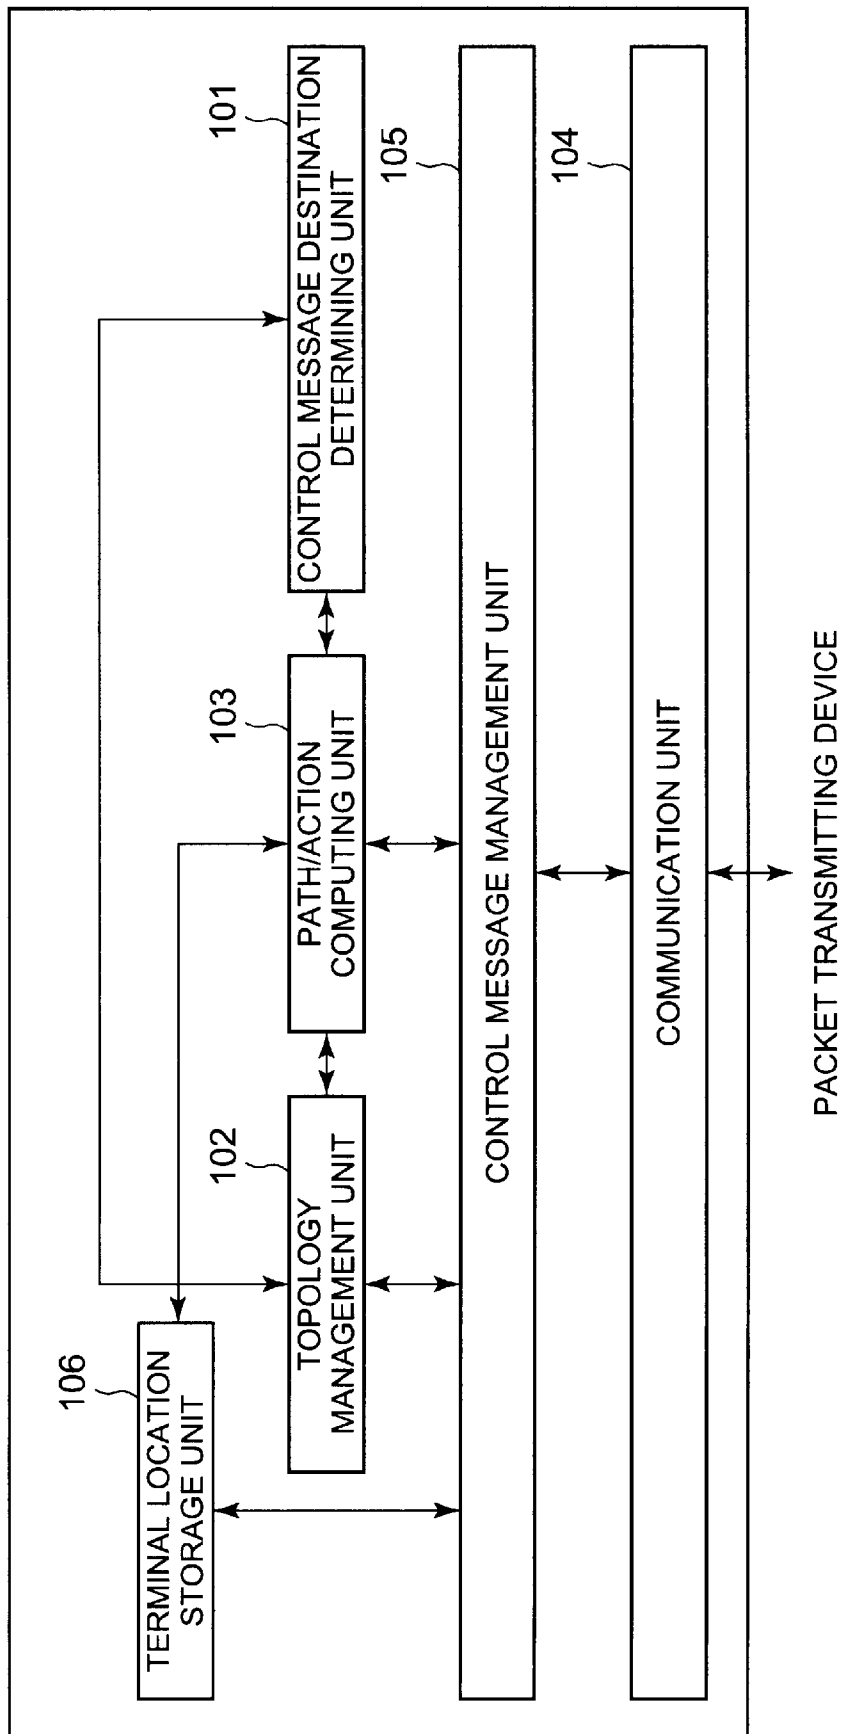 106
TERMINAL LOCATION
STORAGE UNIT
102
TOPOLOGY
MANAGEMENT UNIT
103
PATH/ACTION
COMPUTING UNIT
101
CONTROL MESSAGE DESTINATION
DETERMINING UNIT
105
CONTROL MESSAGE MANAGEMENT UNIT
104
COMMUNICATION UNIT
PACKET TRANSMITTING DEVICE